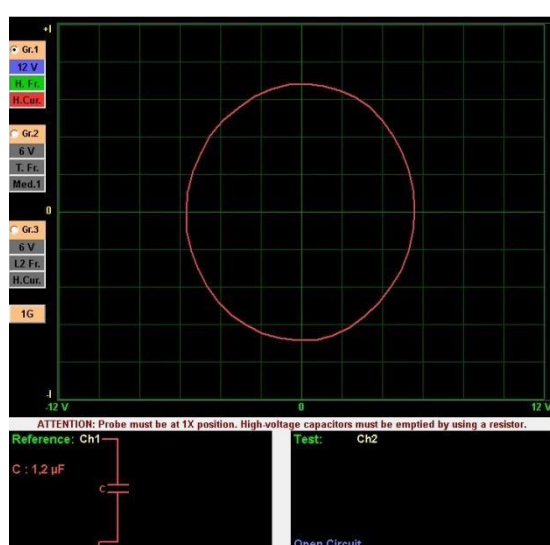 +I
Gr.1
12 V
H. Fr.
H.Cur.
Gr.2
6 V
T. Fr.
Med.1
0
Gr.3
6 V
L2 Fr.
H.Cur.
1G
-I
-12 V
0
12 V
ATTENTION: Probe must be at 1X position. High-voltage capacitors must be emptied by using a resistor.
Reference: Ch1
Test: Ch2
C : 1,2 µF
C
Open Circuit